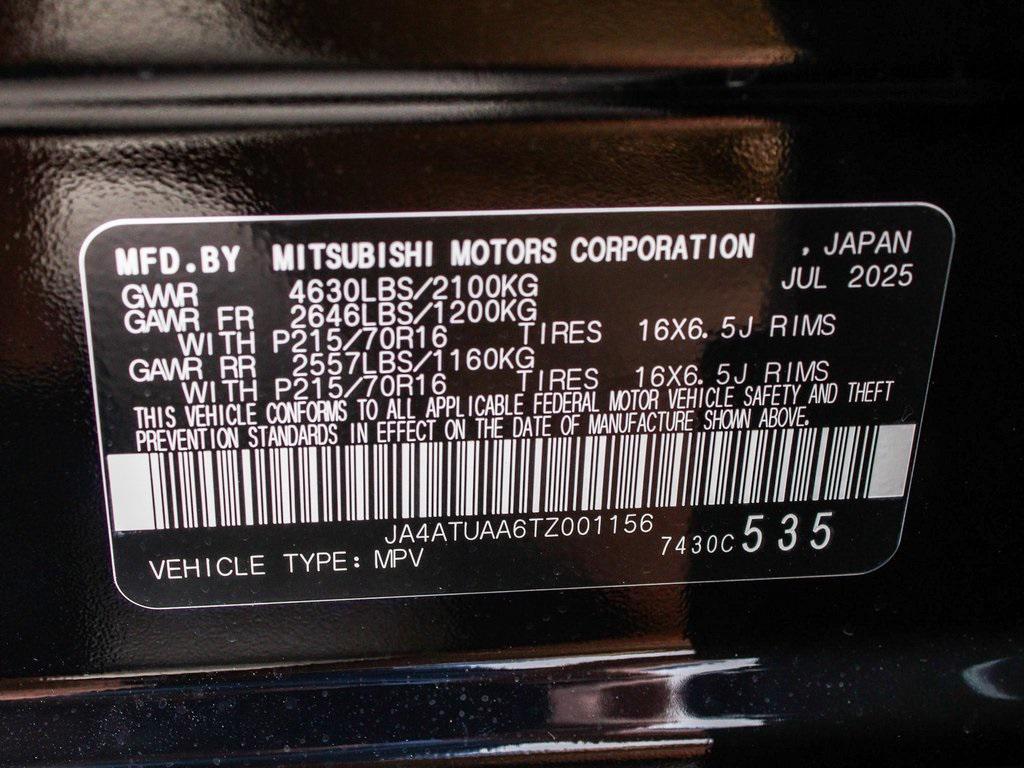 MFD.BY MITSUBISHI MOTORS CORPORATION , JAPAN
JUL 2025
GVWR 4630LBS/2100KG
GAWR FR 2646LBS/1200KG
WITH P215/70R16 TIRES 16X6.5J RIMS
GAWR RR 2557LBS/1160KG
WITH P215/70R16 TIRES 16X6.5J RIMS
THIS VEHICLE CONFORMS TO ALL APPLICABLE FEDERAL MOTOR VEHICLE SAFETY AND THEFT
PREVENTION STANDARDS IN EFFECT ON THE DATE OF MANUFACTURE SHOWN ABOVE.
JA4ATUAA6TZ001156
VEHICLE TYPE: MPV 7430C 535